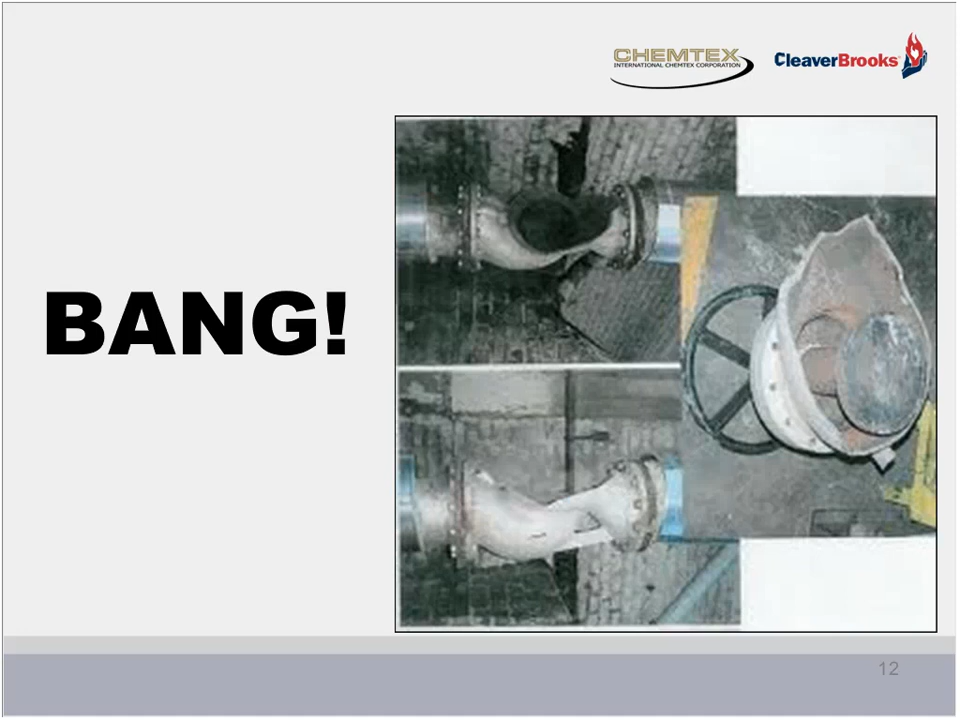 CHEMTEX
INTERNATIONAL CHEMTEX CORPORATION
CleaverBrooks
BANG!
12